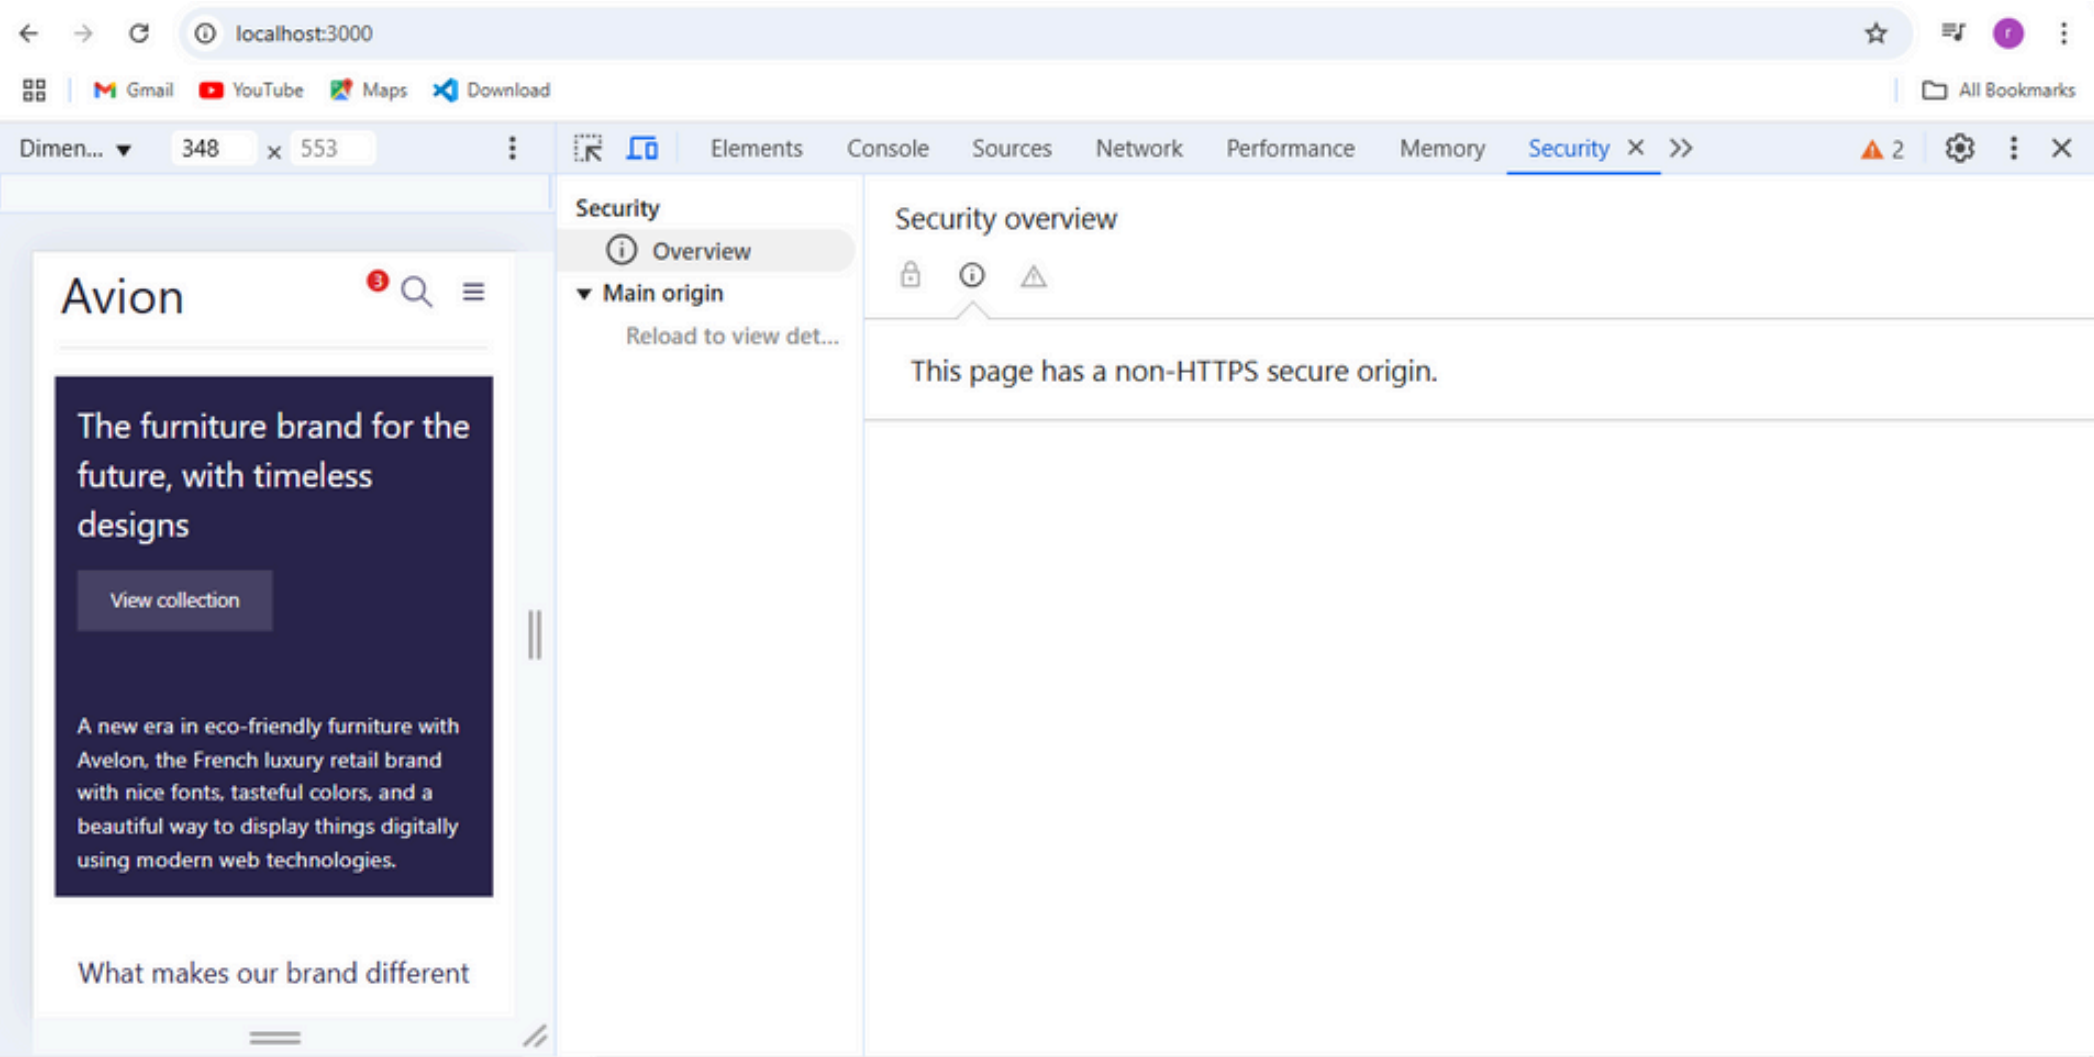 localhost:3000
r
Gmail YouTube Maps Download All Bookmarks
Dimen... 348 x 553
Elements Console Sources Network Performance Memory Security 2
Avion 3
The furniture brand for the
future, with timeless
designs
View collection
A new era in eco-friendly furniture with
Avelon, the French luxury retail brand
with nice fonts, tasteful colors, and a
beautiful way to display things digitally
using modern web technologies.
What makes our brand different
Security
Overview
Main origin
Reload to view det...
Security overview
This page has a non-HTTPS secure origin.